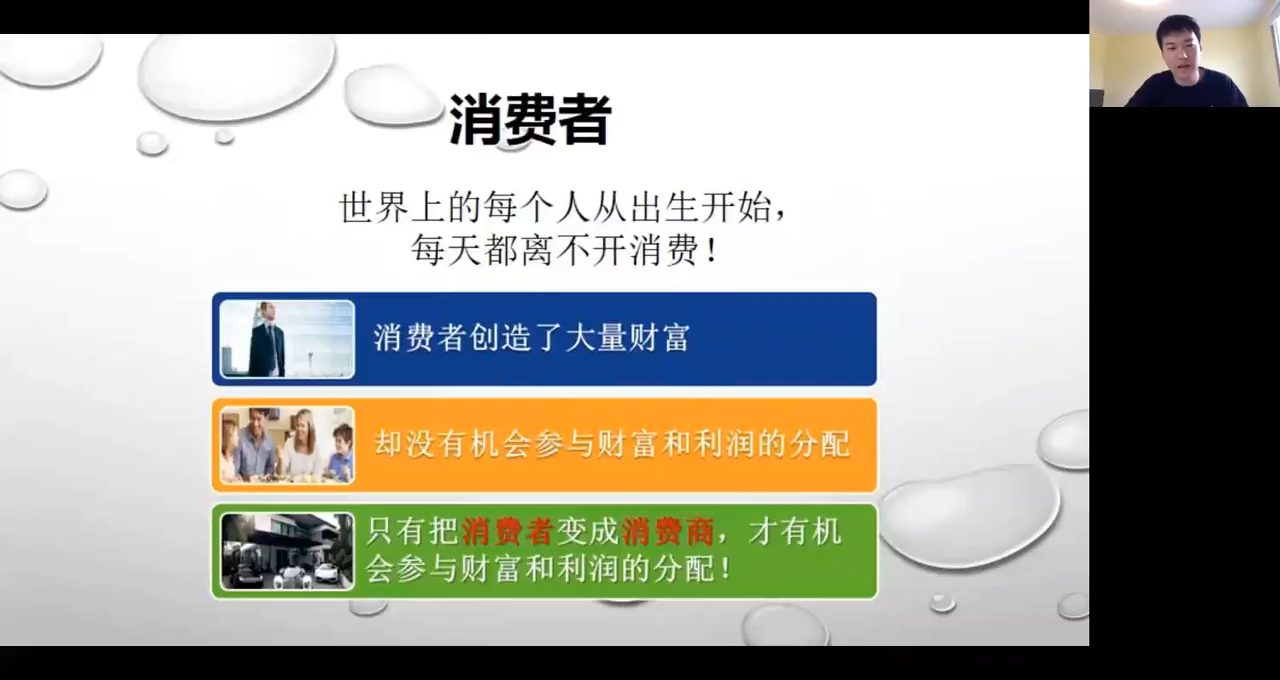 消费者
世界上的每个人从出生开始，
每天都离不开消费！
消费者创造了大量财富
却没有机会参与财富和利润的分配
只有把消费者变成消费商，才有机
会参与财富和利润的分配！